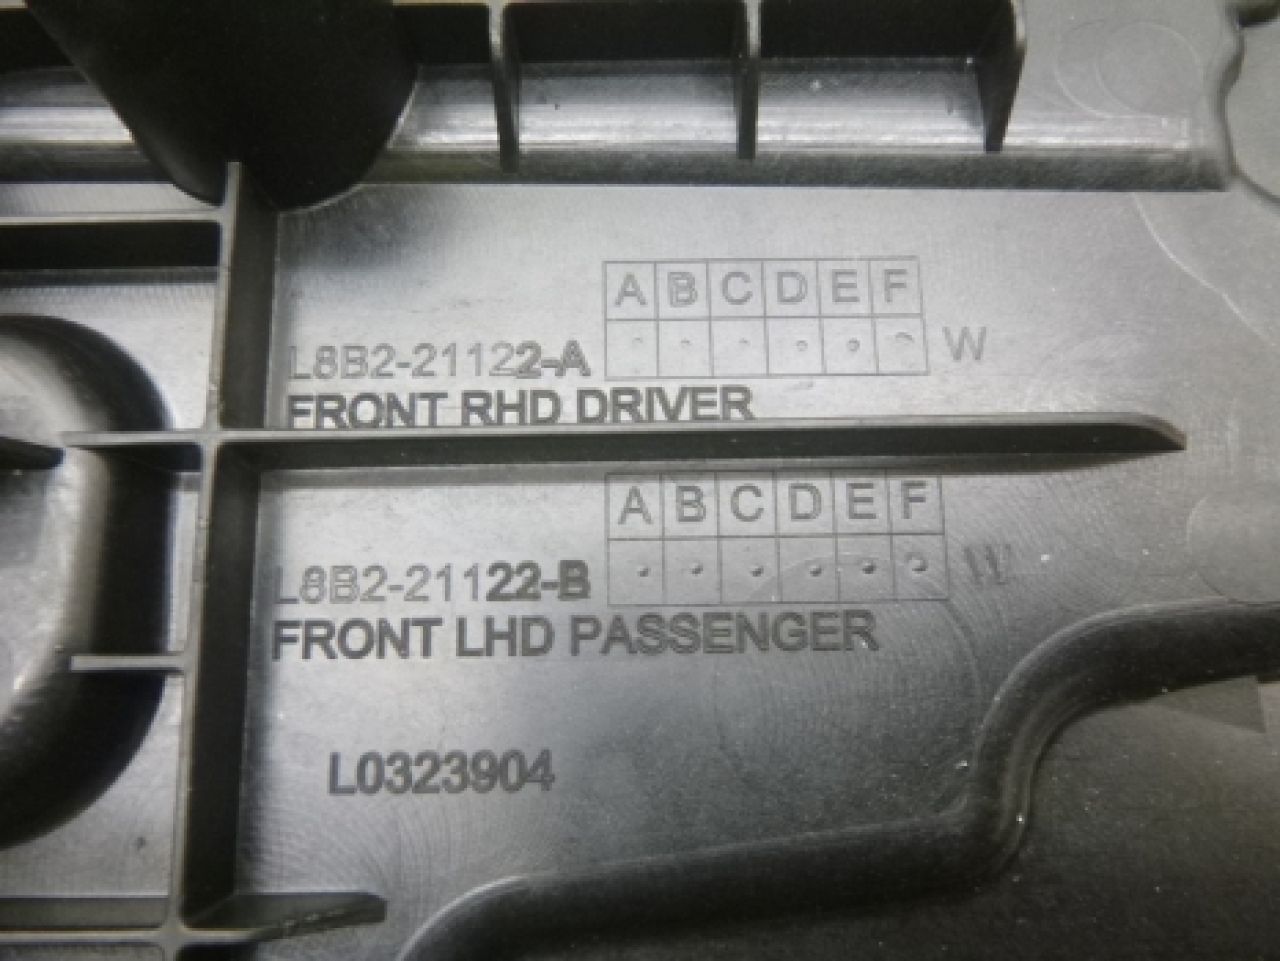 A B C D E F
L8B2-21122-A W
FRONT RHD DRIVER
A B C D E F
L8B2-21122-B W
FRONT LHD PASSENGER
L0323904